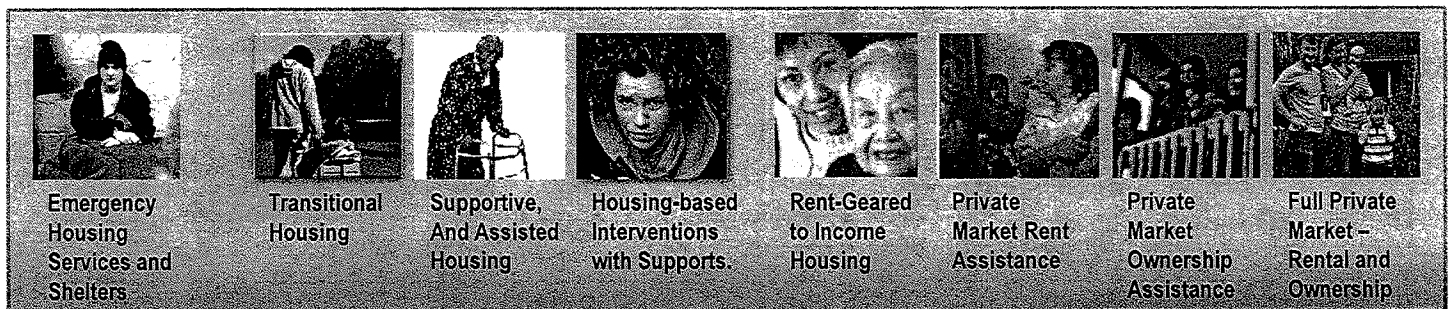 Emergency
Housing
Services and
Shelters
Transitional
Housing
Supportive,
And Assisted
Housing
Housing-based
Interventions
with Supports.
Rent-Geared
to Income
Housing
Private
Market Rent
Assistance
Private
Market
Ownership
Assistance
Full Private
Market –
Rental and
Ownership